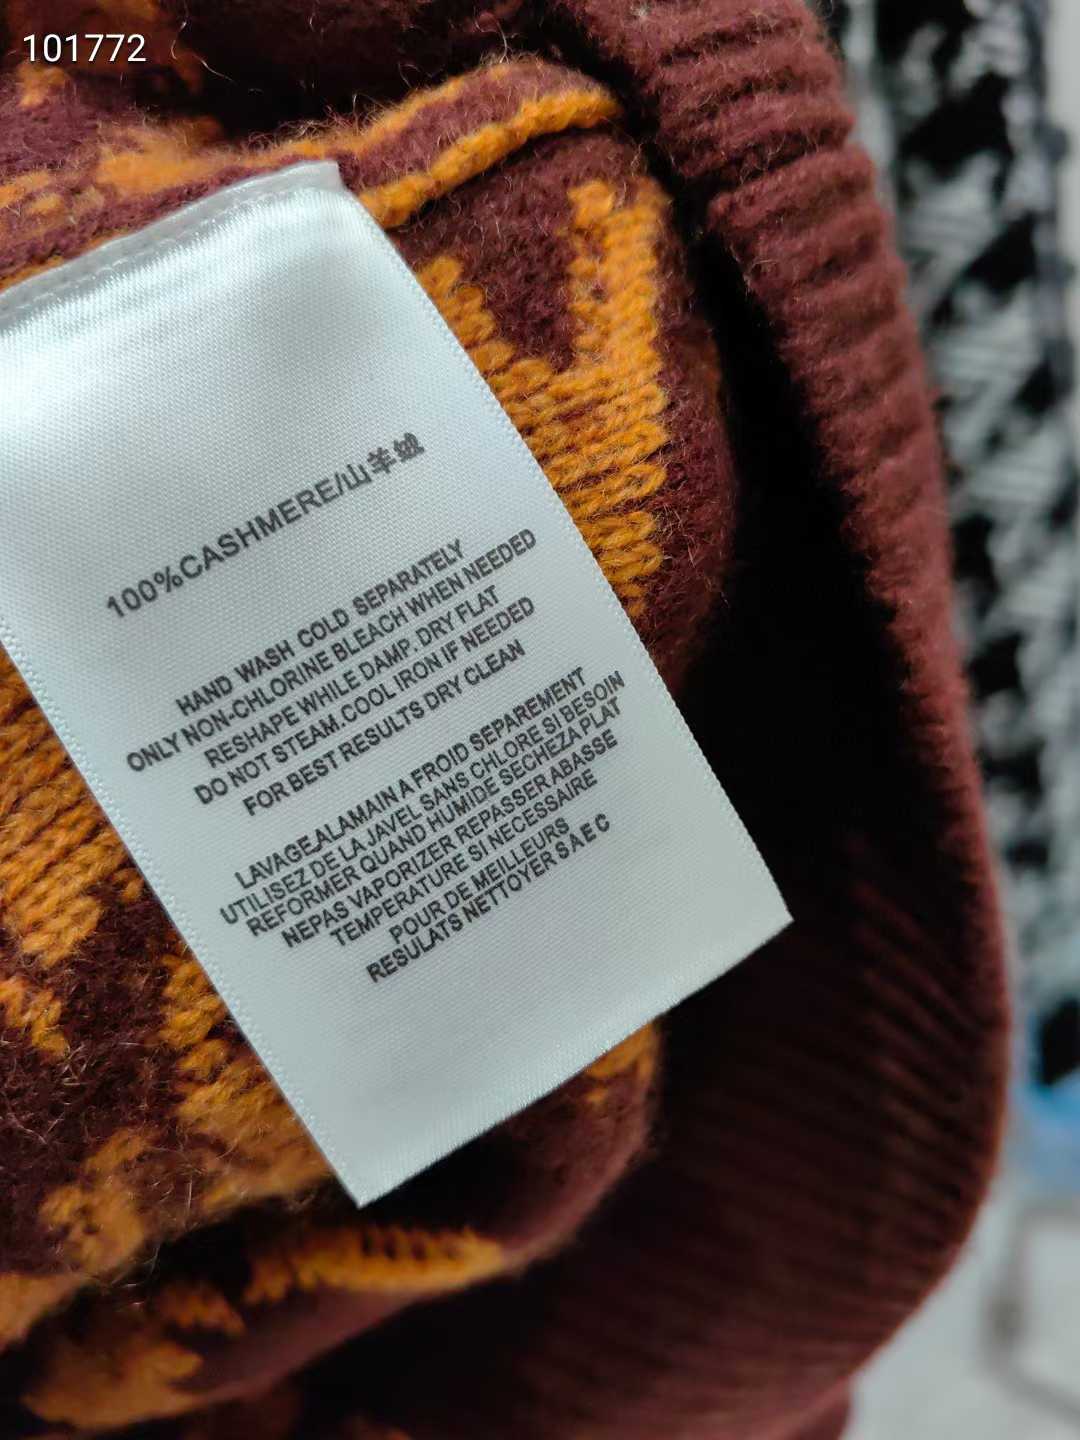 101772
100%CASHMERE/山羊绒
HAND WASH COLD SEPARATELY
ONLY NON-CHLORINE BLEACH WHEN NEEDED
RESHAPE WHILE DAMP. DRY FLAT
DO NOT STEAM.COOL IRON IF NEEDED
FOR BEST RESULTS DRY CLEAN
LAVAGEALAMAIN A FROID SEPAREMENT
UTILISEZ DE LA JAVEL SANS CHLORE SI BESOIN
REFORMER QUAND HUMIDE SECHEZA PLAT
NEPAS VAPORIZER REPASSER ABASSE
TEMPERATURE SI NECESSAIRE
POUR DE MEILLEURS
RESULATS NETTOYER S A E C